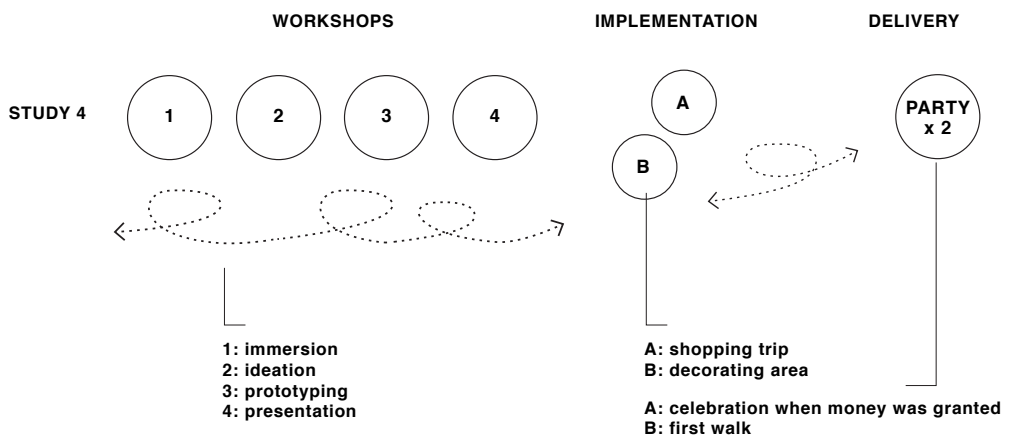 WORKSHOPS
IMPLEMENTATION
DELIVERY
STUDY 4
1
2
3
4
A
B
PARTY
x 2
1: immersion
2: ideation
3: prototyping
4: presentation
A: shopping trip
B: decorating area
A: celebration when money was granted
B: first walk